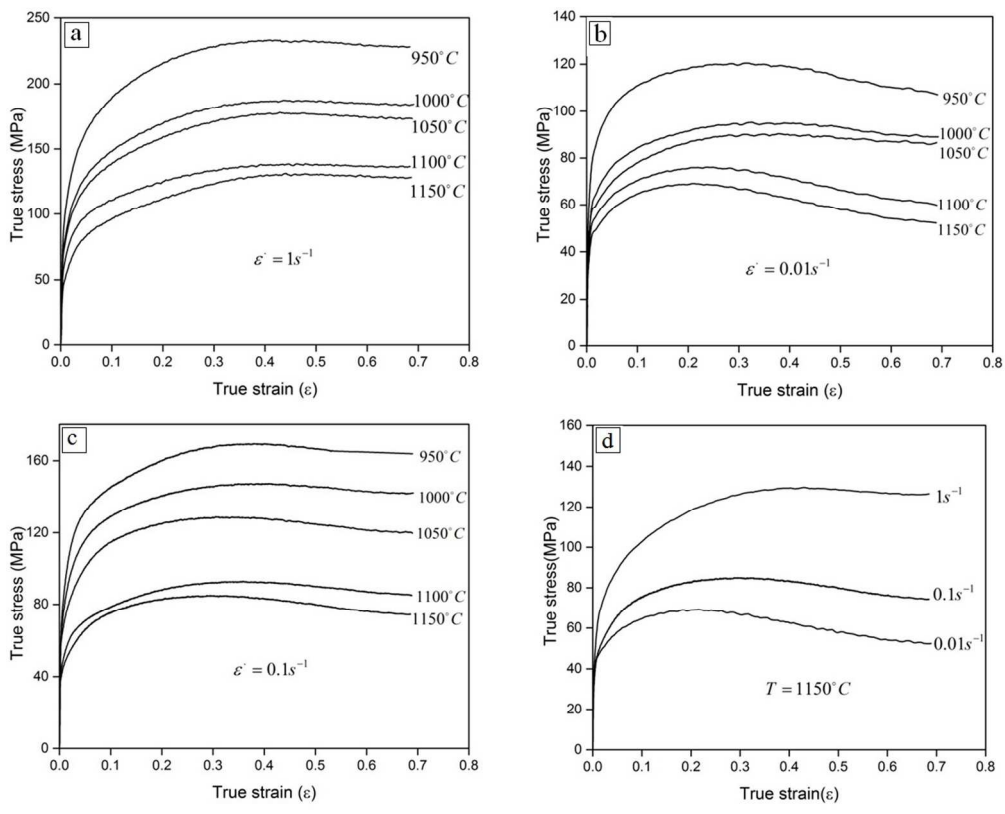 a
250
200
150
100
50
0
True stress (MPa)
950°C
1000°C
1050°C
1100°C
1150°C
ε˙ = 1s⁻¹
0.0 0.1 0.2 0.3 0.4 0.5 0.6 0.7 0.8
True strain (ε)
b
140
120
100
80
60
40
20
0
True stress (MPa)
950°C
1000°C
1050°C
1100°C
1150°C
ε˙ = 0.01s⁻¹
0.0 0.1 0.2 0.3 0.4 0.5 0.6 0.7 0.8
True strain (ε)
c
160
120
80
40
0
True stress (MPa)
950°C
1000°C
1050°C
1100°C
1150°C
ε˙ = 0.1s⁻¹
0.0 0.1 0.2 0.3 0.4 0.5 0.6 0.7 0.8
True strain (ε)
d
160
140
120
100
80
60
40
20
0
True stress(MPa)
1s⁻¹
0.1s⁻¹
0.01s⁻¹
T = 1150°C
0.0 0.1 0.2 0.3 0.4 0.5 0.6 0.7 0.8
True strain(ε)